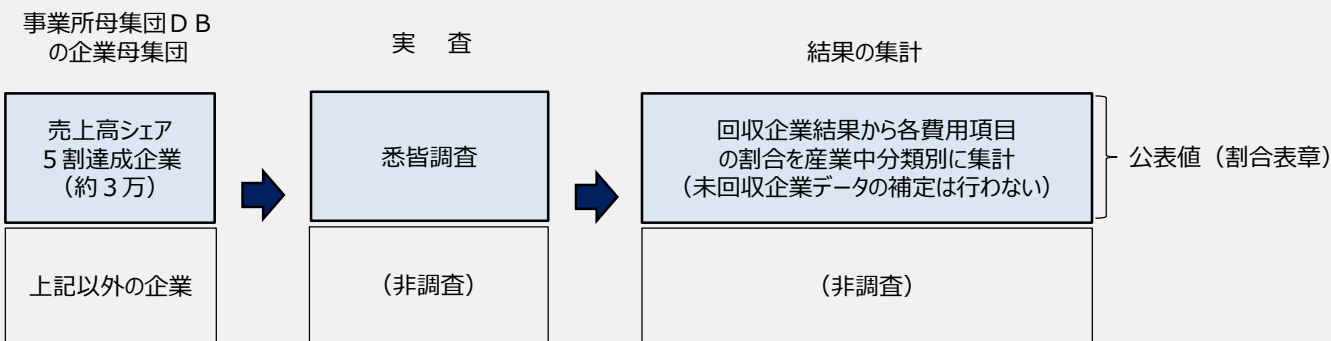 事業所母集団ＤＢ
の企業母集団
実　査
結果の集計
売上高シェア
５割達成企業
（約３万）
悉皆調査
回収企業結果から各費用項目
の割合を産業中分類別に集計
（未回収企業データの補定は行わない）
公表値（割合表章）
上記以外の企業
（非調査）
（非調査）